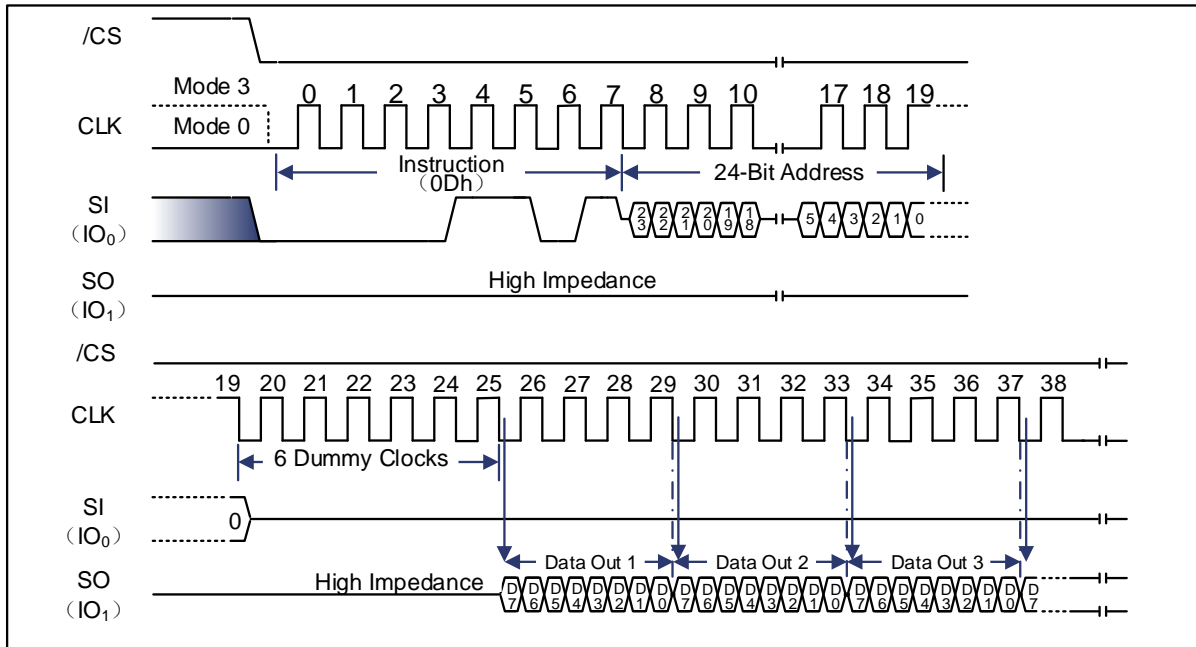 /CS
Mode 3
0 1 2 3 4 5 6 7 8 9 10 17 18 19
CLK
Mode 0
Instruction
（0Dh）
24-Bit Address
SI
（IO0）
23 22 21 20 19 18 5 4 3 2 1 0
SO
（IO1）
High Impedance
/CS
19 20 21 22 23 24 25 26 27 28 29 30 31 32 33 34 35 36 37 38
CLK
6 Dummy Clocks
SI
（IO0）
0
Data Out 1 Data Out 2 Data Out 3
SO
（IO1）
High Impedance
D7 D6 D5 D4 D3 D2 D1 D0 D7 D6 D5 D4 D3 D2 D1 D0 D7 D6 D5 D4 D3 D2 D1 D0 D7